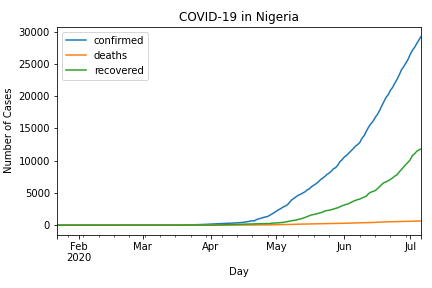 COVID-19 in Nigeria
confirmed
deaths
recovered
30000
25000
20000
15000
10000
5000
0
Number of Cases
Feb
2020
Mar
Apr
May
Jun
Jul
Day